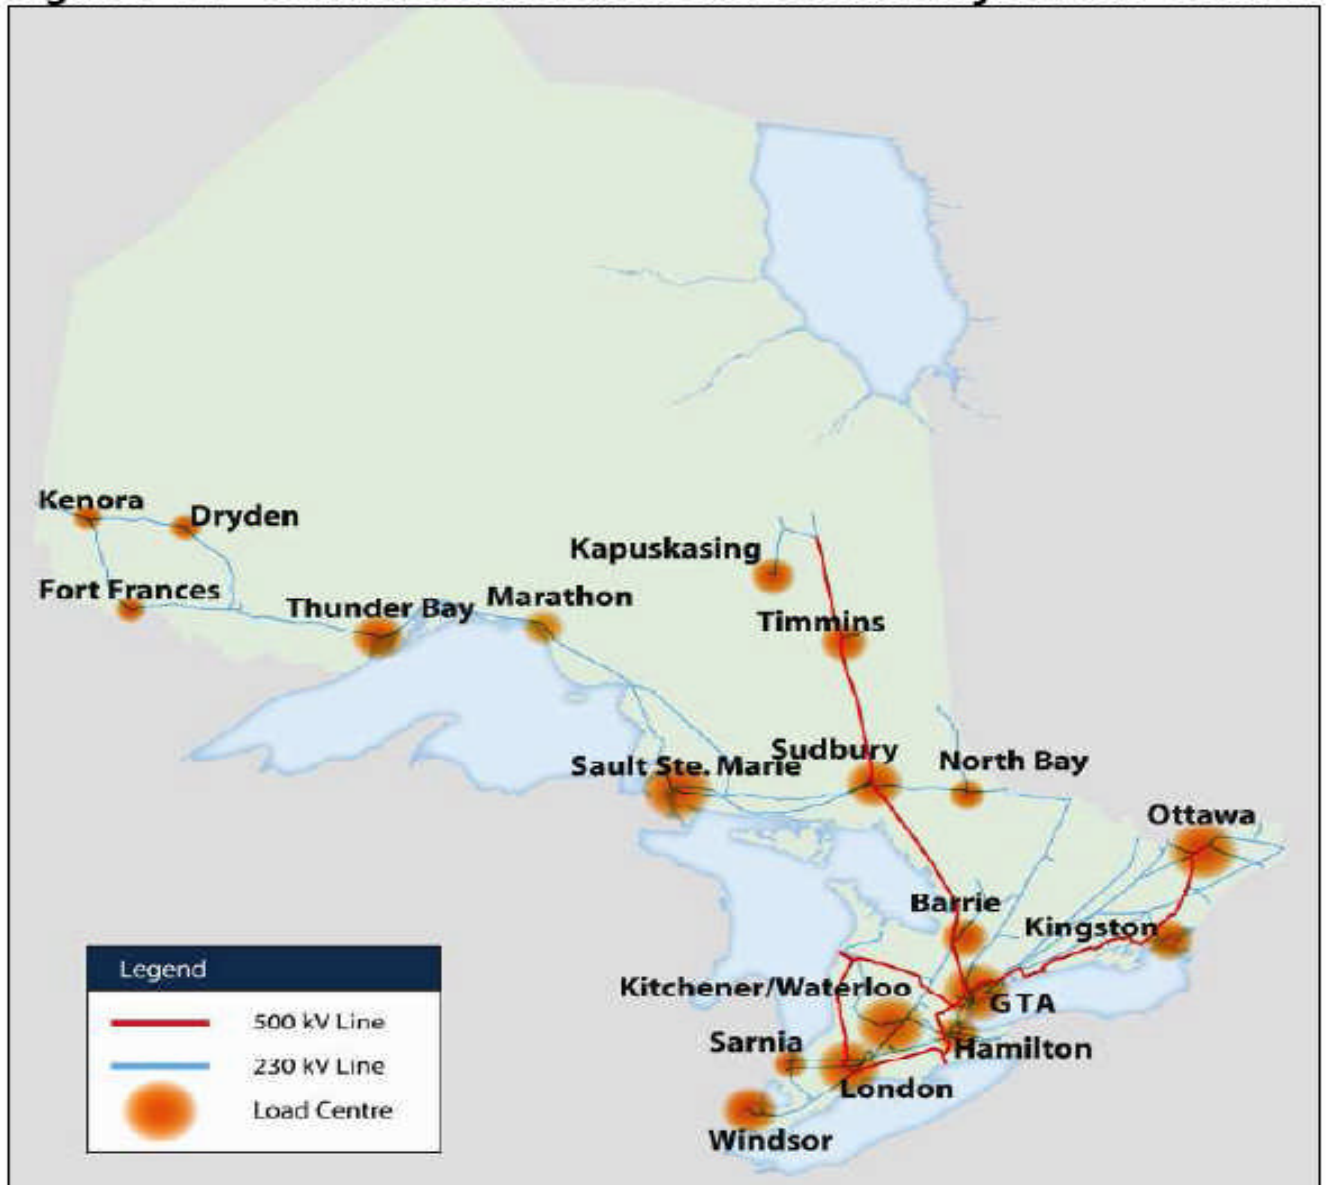 Kenora
Dryden
Kapuskasing
Fort Frances
Thunder Bay
Marathon
Timmins
Sudbury
North Bay
Sault Ste. Marie
Ottawa
Barrie
Kingston
Legend
Kitchener/Waterloo
GTA
500 kV Line
Sarnia
Hamilton
230 kV Line
London
Load Centre
Windsor